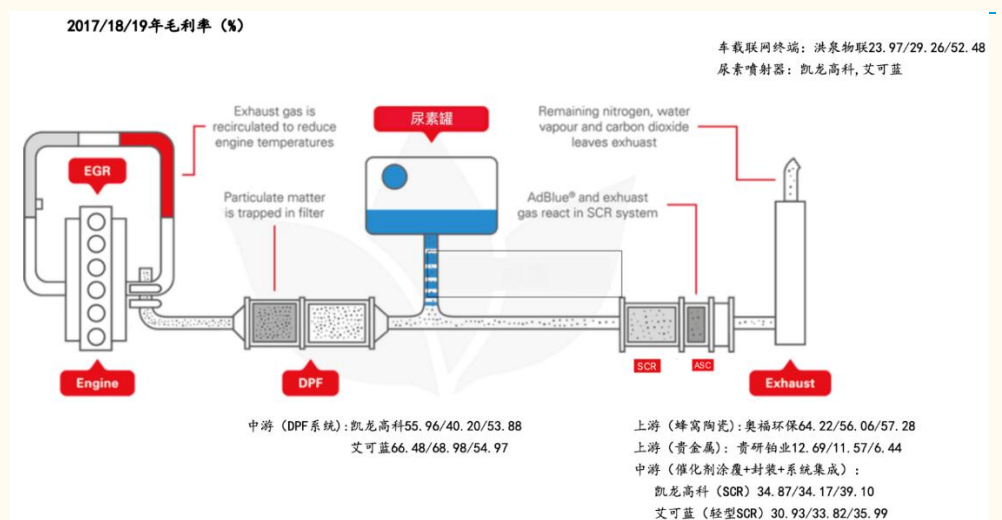 2017/18/19年毛利率（%）
车载联网终端：洪泉物联23.97/29.26/52.48
尿素喷射器：凯龙高科,艾可蓝
Exhaust gas is
recirculated to reduce
engine temperatures
尿素罐
Remaining nitrogen, water
vapour and carbon dioxide
leaves exhaust
EGR
Particulate matter
is trapped in filter
AdBlue® and exhaust
gas react in SCR system
SCR
ASC
Engine
DPF
Exhaust
中游（DPF系统）:凯龙高科55.96/40.20/53.88
艾可蓝66.48/68.98/54.97
上游（蜂窝陶瓷）:奥福环保64.22/56.06/57.28
上游（贵金属）：贵研铂业12.69/11.57/6.44
中游（催化剂涂覆+封装+系统集成）：
凯龙高科（SCR）34.87/34.17/39.10
艾可蓝（轻型SCR）30.93/33.82/35.99